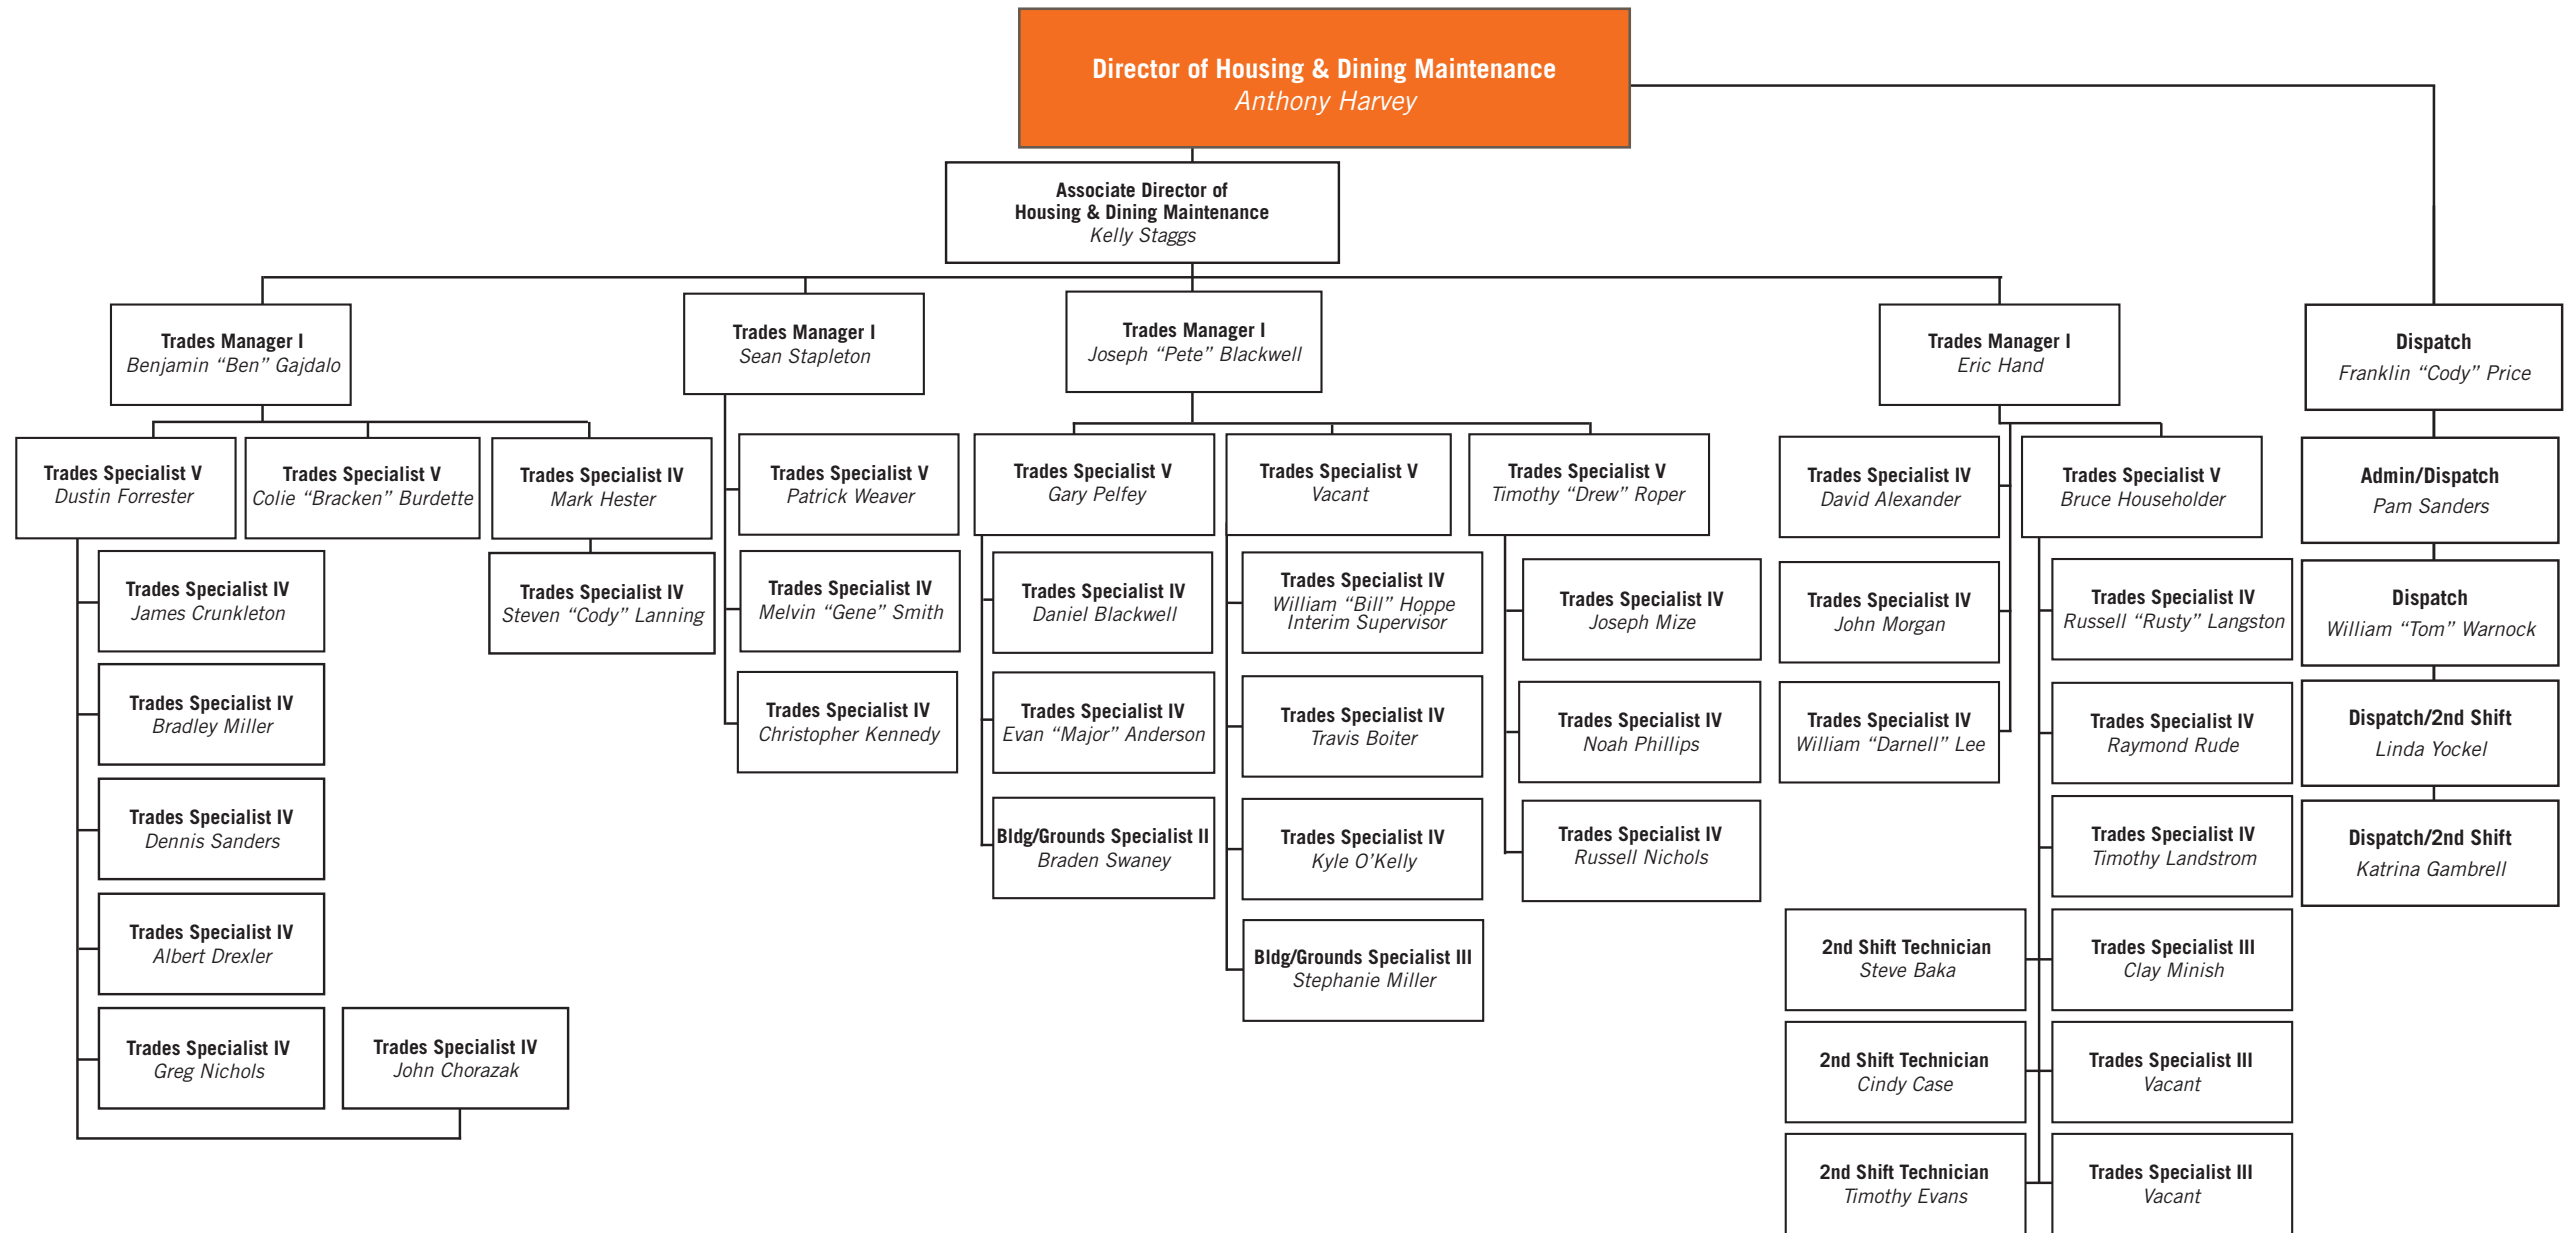 Director of Housing & Dining Maintenance
Anthony Harvey
Associate Director of
Housing & Dining Maintenance
Kelly Staggs
Trades Manager I
Benjamin “Ben” Gajdalo
Trades Manager I
Sean Stapleton
Trades Manager I
Joseph “Pete” Blackwell
Trades Manager I
Eric Hand
Dispatch
Franklin “Cody” Price
Trades Specialist V
Dustin Forrester
Trades Specialist V
Colie “Bracken” Burdette
Trades Specialist IV
Mark Hester
Trades Specialist V
Patrick Weaver
Trades Specialist V
Gary Pelfey
Trades Specialist V
Vacant
Trades Specialist V
Timothy “Drew” Roper
Trades Specialist IV
David Alexander
Trades Specialist V
Bruce Householder
Admin/Dispatch
Pam Sanders
Trades Specialist IV
James Crunkleton
Trades Specialist IV
Steven “Cody” Lanning
Trades Specialist IV
Melvin “Gene” Smith
Trades Specialist IV
Daniel Blackwell
Trades Specialist IV
William “Bill” Hoppe
Interim Supervisor
Trades Specialist IV
Joseph Mize
Trades Specialist IV
John Morgan
Trades Specialist IV
Russell “Rusty” Langston
Dispatch
William “Tom” Warnock
Trades Specialist IV
Bradley Miller
Trades Specialist IV
Christopher Kennedy
Trades Specialist IV
Evan “Major” Anderson
Trades Specialist IV
Travis Boiter
Trades Specialist IV
Noah Phillips
Trades Specialist IV
William “Darnell” Lee
Trades Specialist IV
Raymond Rude
Dispatch/2nd Shift
Linda Yockel
Trades Specialist IV
Dennis Sanders
Bldg/Grounds Specialist II
Braden Swaney
Trades Specialist IV
Kyle O’Kelly
Trades Specialist IV
Russell Nichols
Trades Specialist IV
Timothy Landstrom
Dispatch/2nd Shift
Katrina Gambrell
Trades Specialist IV
Albert Drexler
Bldg/Grounds Specialist III
Stephanie Miller
2nd Shift Technician
Steve Baka
Trades Specialist III
Clay Minish
Trades Specialist IV
Greg Nichols
Trades Specialist IV
John Chorazak
2nd Shift Technician
Cindy Case
Trades Specialist III
Vacant
2nd Shift Technician
Timothy Evans
Trades Specialist III
Vacant